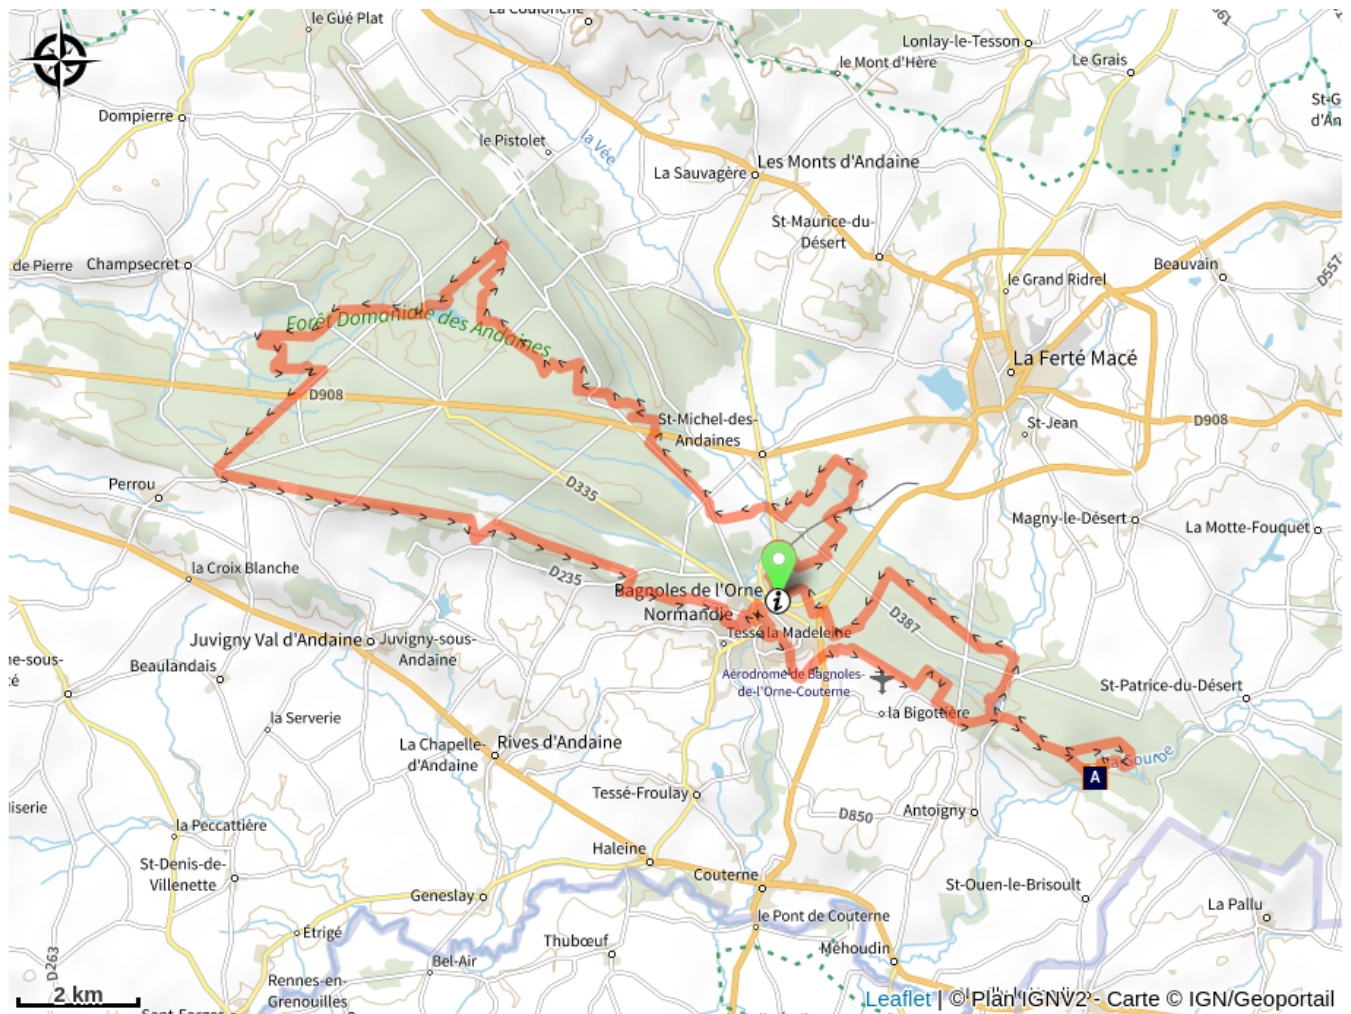 le Gué Plat
La Coulonche
Lonlay-le-Tesson
le Mont d'Hère
Le Grais
Dompierre
le Pistolet
la Vée
La Sauvagère
Les Monts d'Andaine
St-Maurice-du-
Désert
de Pierre
Champsecret
Beauvain
D557
le Grand Ridrel
Forêt Domaniale des Andaines
La Ferté Macé
D908
St-Michel-des-
Andaines
St-Jean
D908
Perrou
D335
Magny-le-Désert
La Motte-Fouquet
la Croix Blanche
D235
Bagnoles de l'Orne
Normandie
i
D387
Tessé la Madeleine
Juvigny Val d'Andaine
Juvigny-sous-
Andaine
Beaulandais
Aérodrome de Bagnoles-
de-l'Orne-Couterne
St-Patrice-du-Désert
la Bigottière
la Serverie
La Chapelle-
d'Andaine
Rives d'Andaine
la Gourbe
A
Tessé-Froulay
D850
Antoigny
la Peccattière
St-Denis-de-
Villenette
Haleine
Couterne
Geneslay
St-Ouen-le-Brisoult
La Pallu
le Pont de Couterne
Étrigé
Thubœuf
Méhoudin
Bel-Air
D263
Rennes-en-
Grenouilles
2 km
Leaflet | © Plan IGNV2 - Carte © IGN/Geoportail